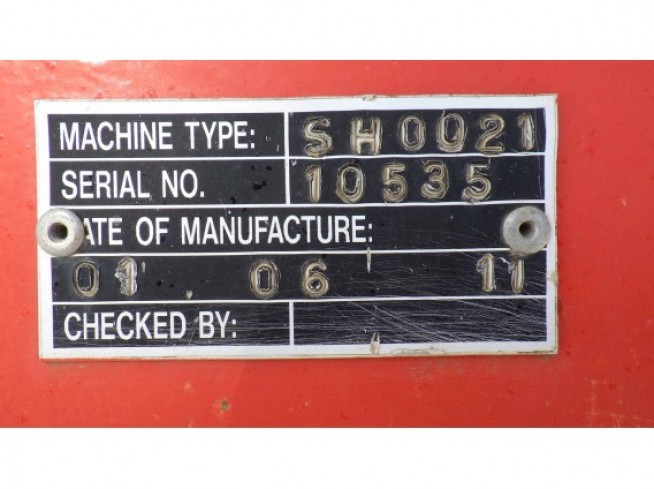 MACHINE TYPE: SH0021
SERIAL NO. 10535
ATE OF MANUFACTURE:
01 06 11
CHECKED BY: